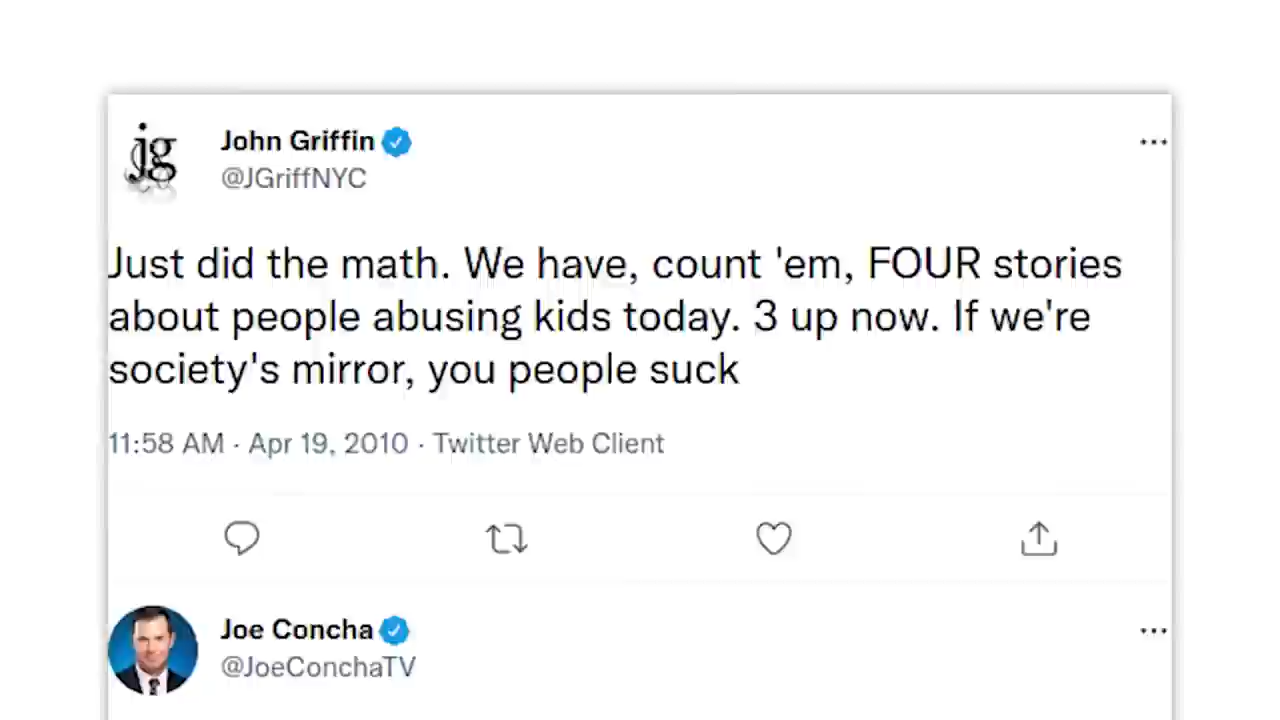 jg
John Griffin
@JGriffNYC
Just did the math. We have, count 'em, FOUR stories
about people abusing kids today. 3 up now. If we're
society's mirror, you people suck
11:58 AM · Apr 19, 2010 · Twitter Web Client
Joe Concha
@JoeConchaTV